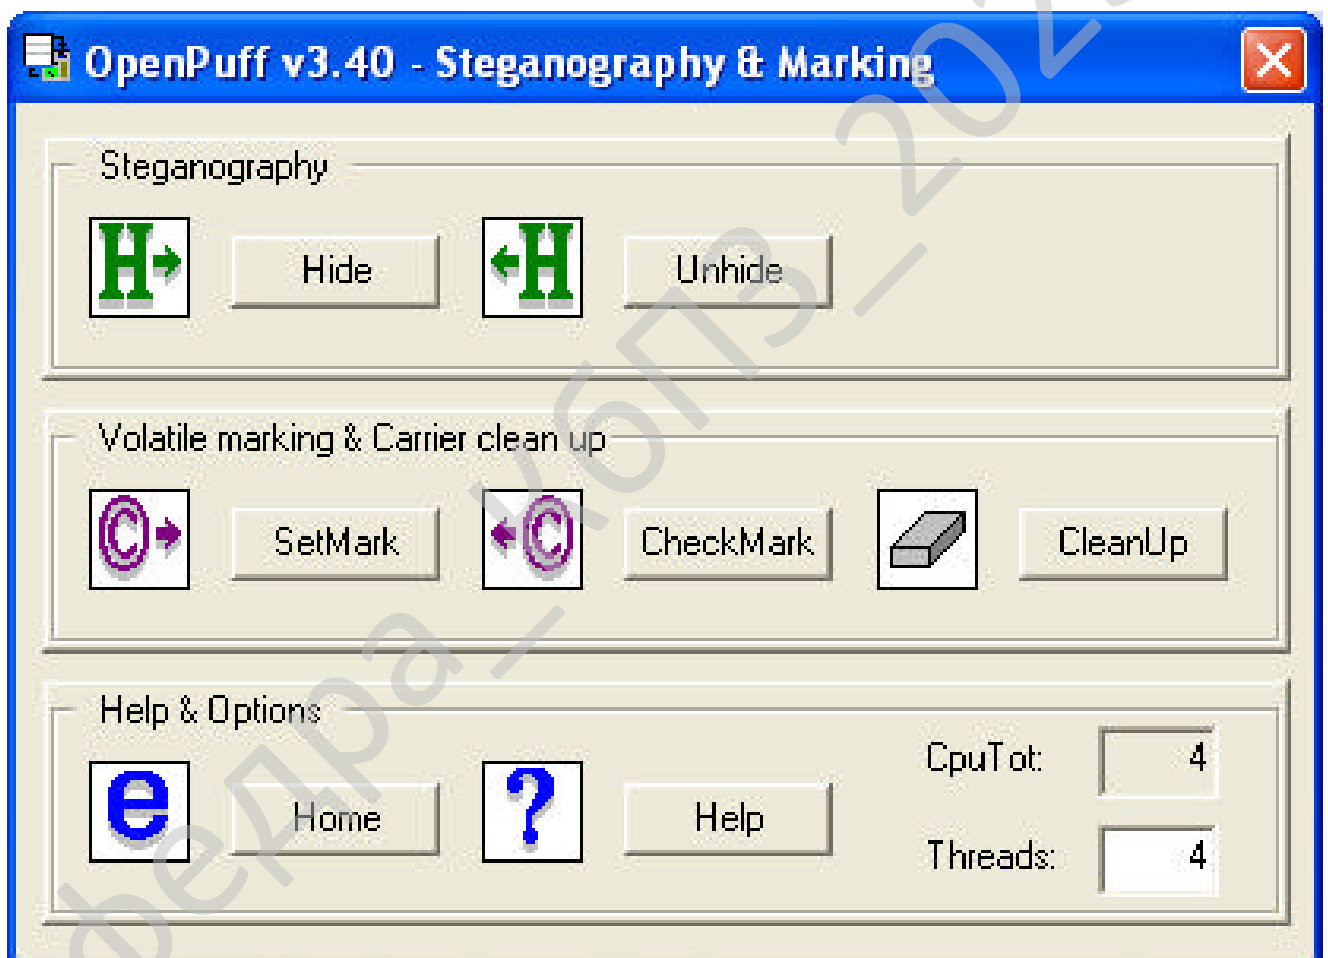 OpenPuff v3.40 - Steganography & Marking
Steganography
Hide
Unhide
Volatile marking & Carrier clean up
SetMark
CheckMark
CleanUp
Help & Options
CpuTot: 4
Home
Help
Threads: 4
федра_КбПЗ_202